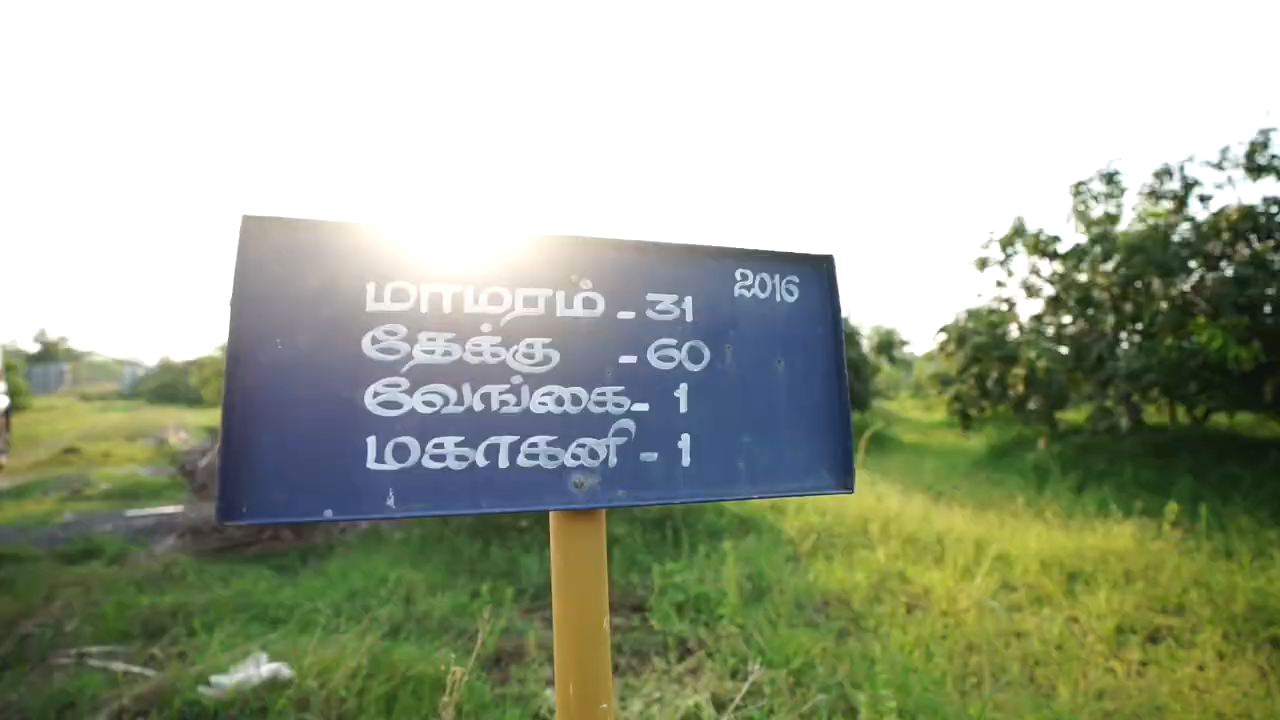 2016
மாமரம் - 31
தேக்கு - 60
வேங்கை - 1
மகாகனி - 1